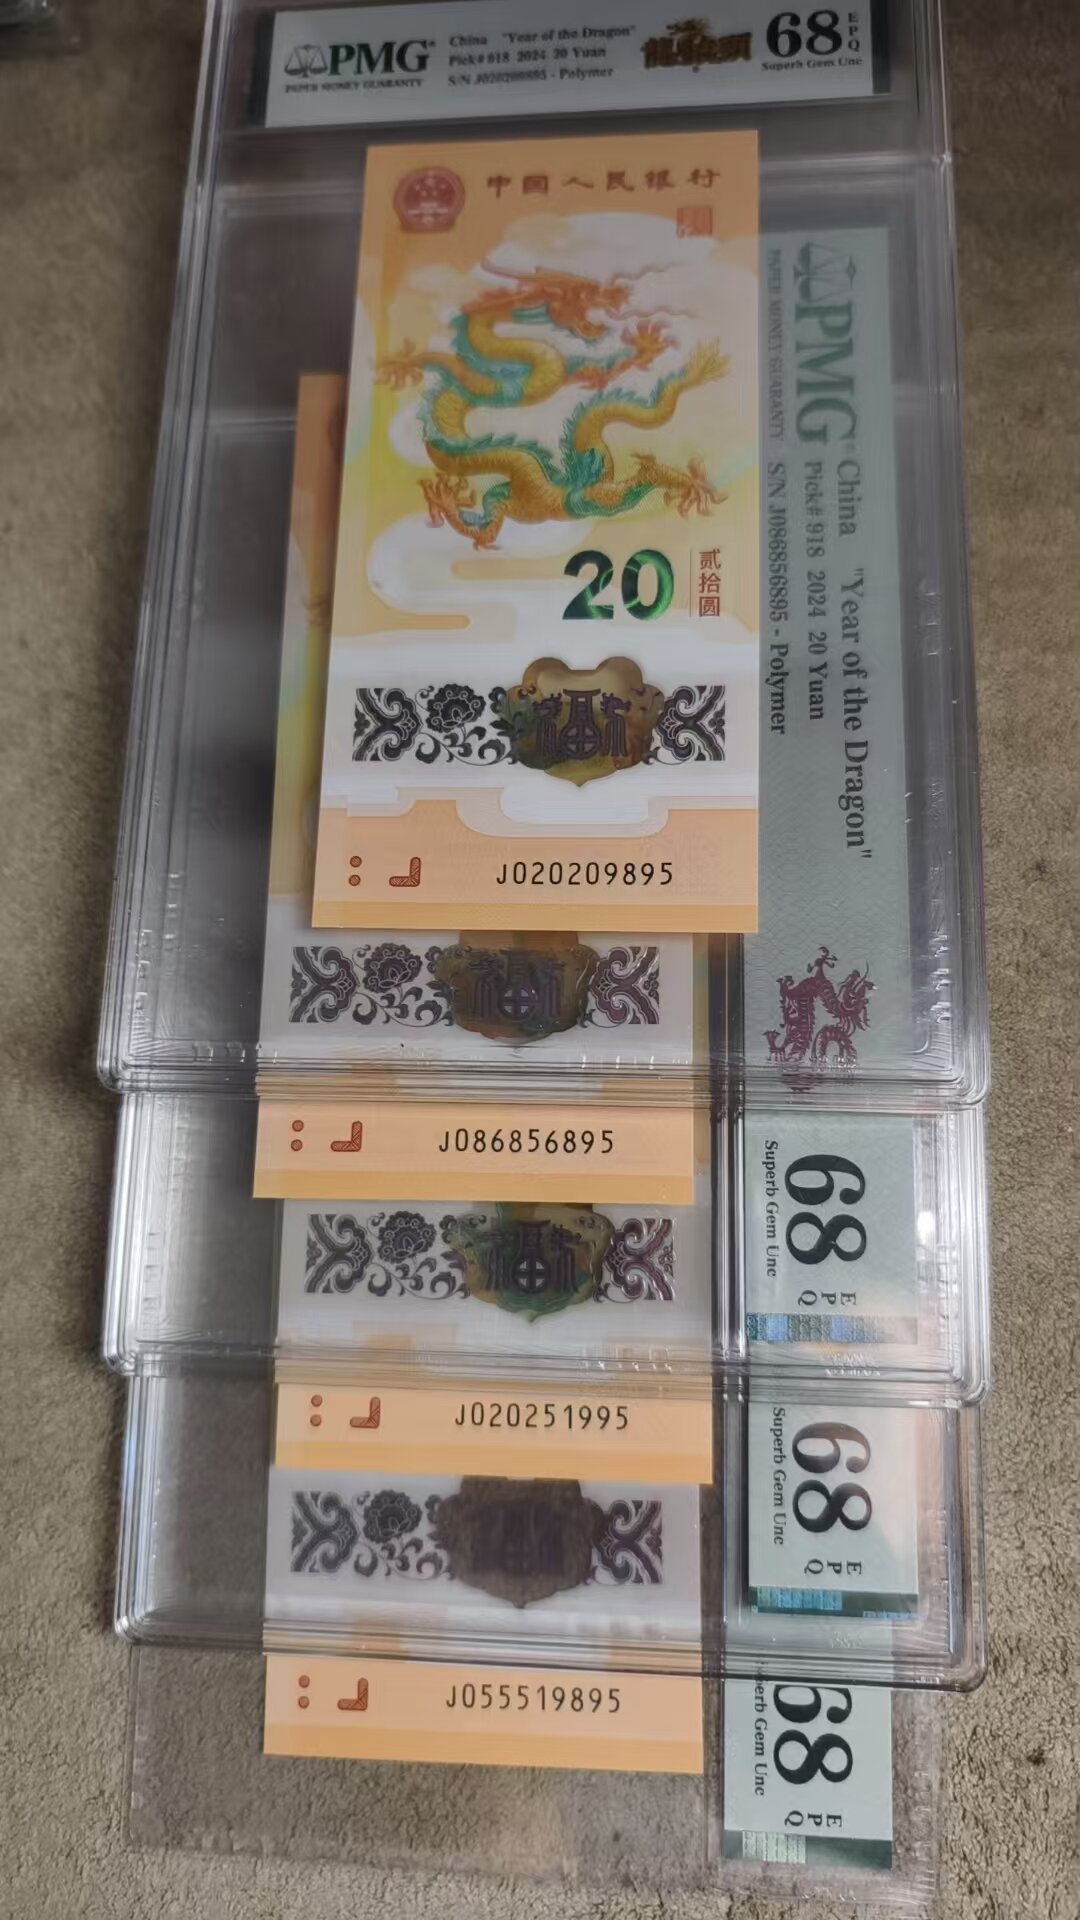 PMG
PAPER MONEY GUARANTY
China "Year of the Dragon"
Pick# 918 2024 20 Yuan
S/N J020209895 - Polymer
68
EPQ
Superb Gem Unc
中国人民银行
20
贰拾圆
福
J020209895
PMG
PAPER MONEY GUARANTY
China "Year of the Dragon"
Pick# 918 2024 20 Yuan
S/N J086856895 - Polymer
68
EPQ
Superb Gem Unc
福
J086856895
68
EPQ
Superb Gem Unc
福
J020251995
68
EPQ
Gem Unc
J055519895